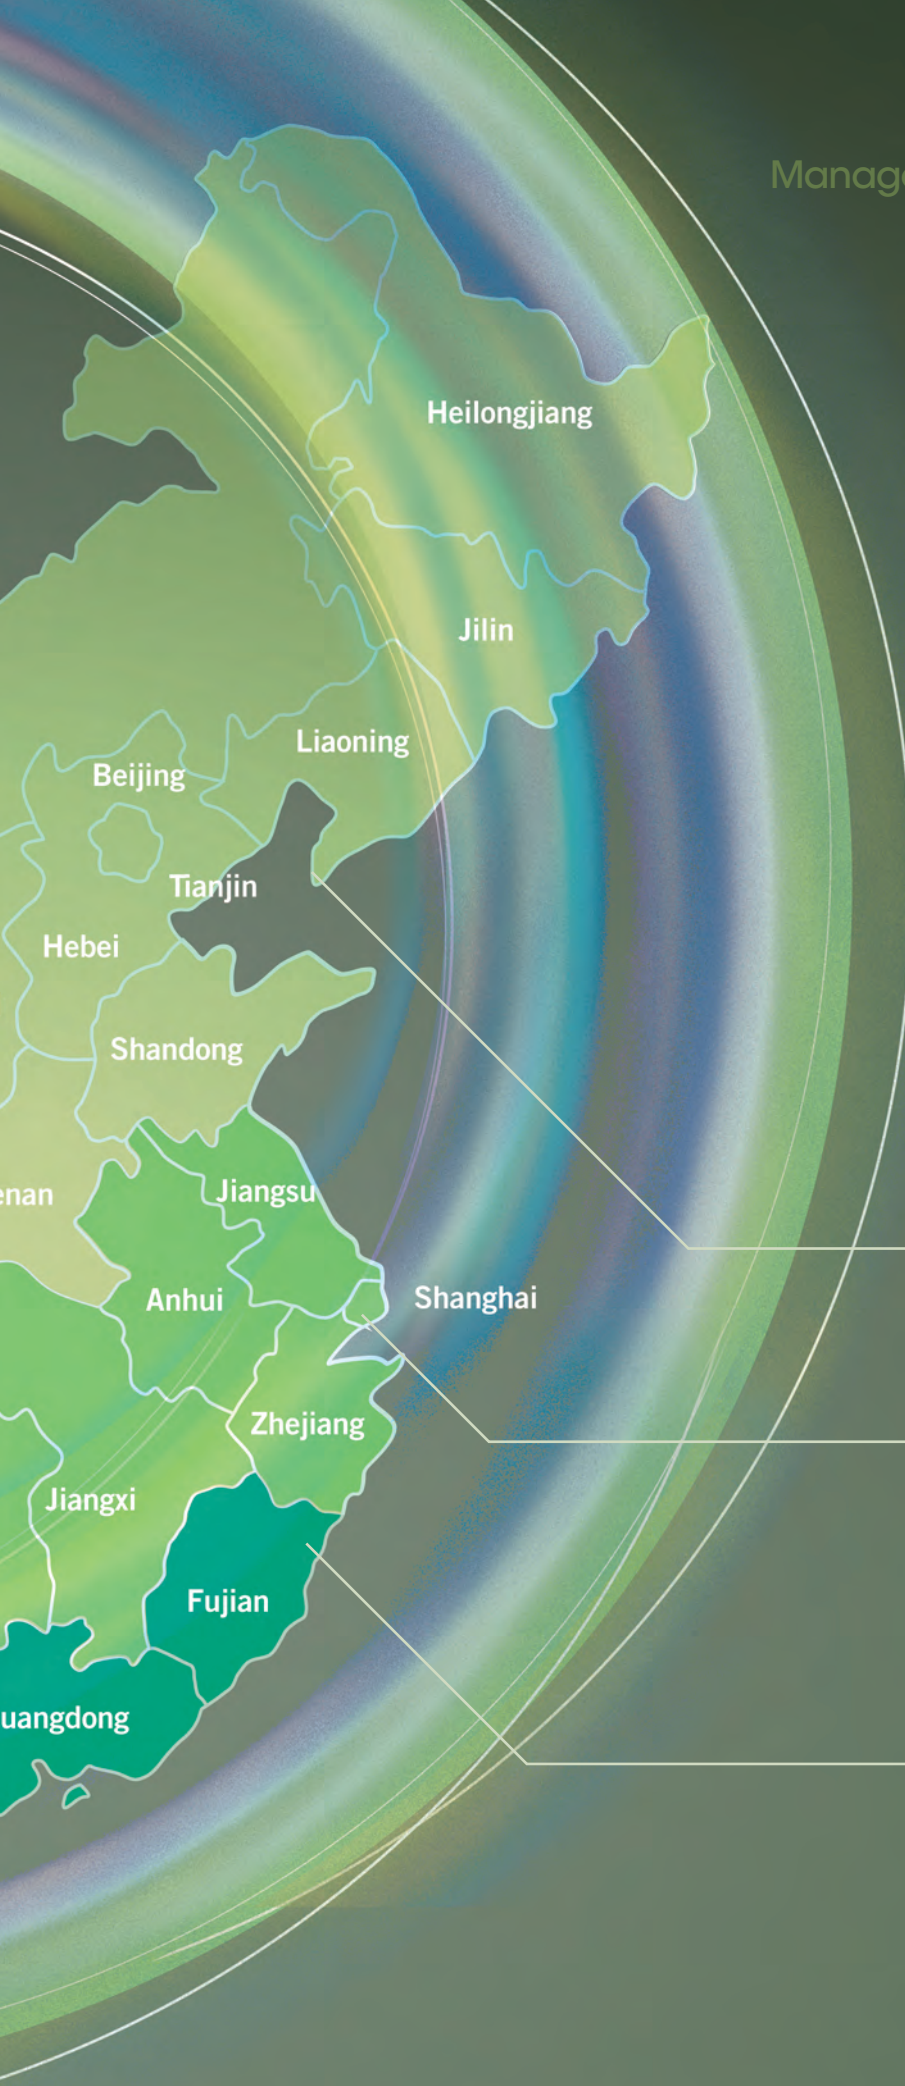 Manag
Heilongjiang
Jilin
Liaoning
Beijing
Tianjin
Hebei
Shandong
enan
Jiangsu
Anhui
Shanghai
Zhejiang
Jiangxi
Fujian
uangdong